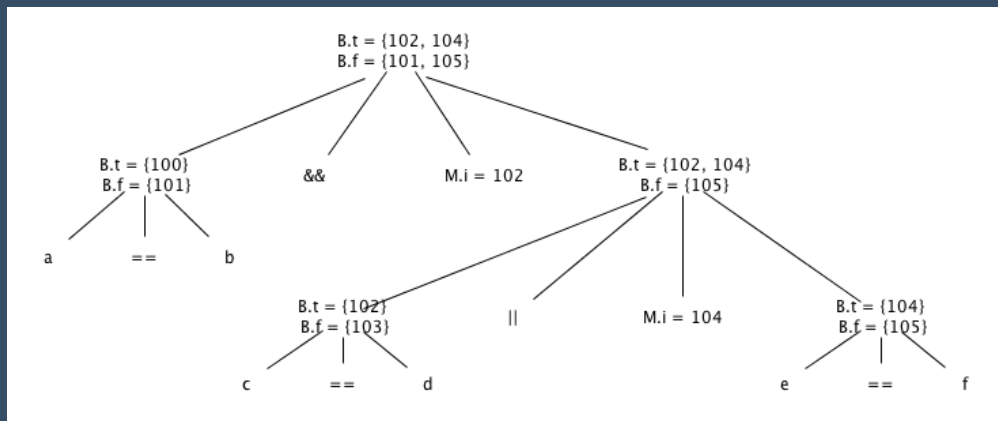 B.t = {102, 104}
B.f = {101, 105}
B.t = {100}
B.f = {101}
&&
M.i = 102
B.t = {102, 104}
B.f = {105}
a
==
b
B.t = {102}
B.f = {103}
||
M.i = 104
B.t = {104}
B.f = {105}
c
==
d
e
==
f